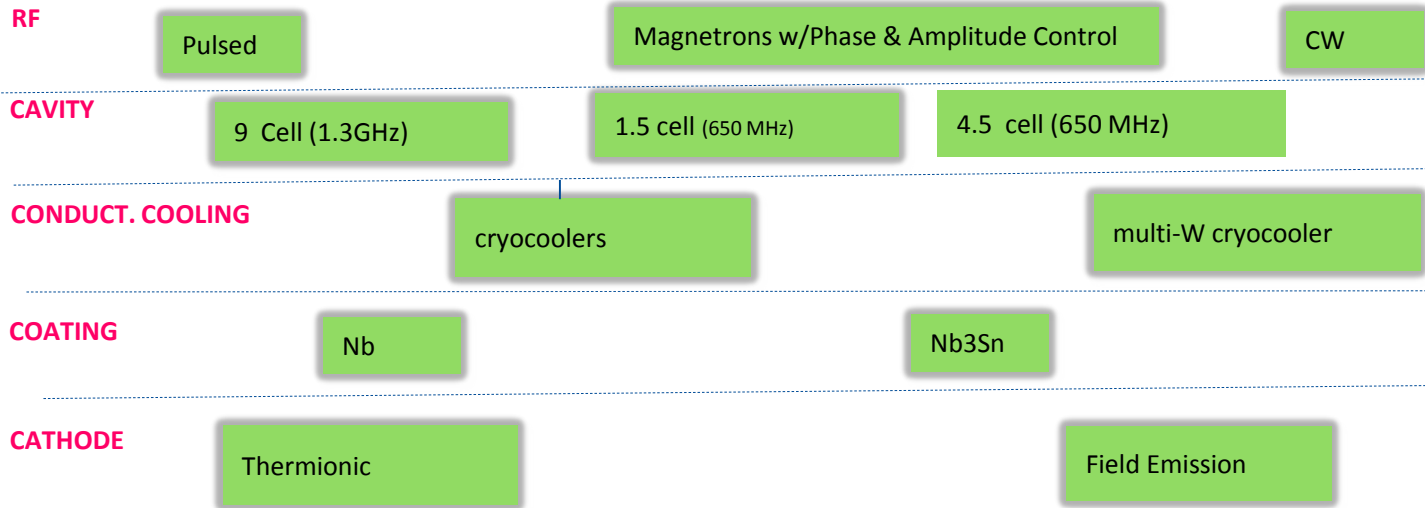 RF
Pulsed
Magnetrons w/Phase & Amplitude Control
CW
CAVITY
9 Cell (1.3GHz)
1.5 cell (650 MHz)
4.5 cell (650 MHz)
CONDUCT. COOLING
cryocoolers
multi-W cryocooler
COATING
Nb
Nb3Sn
CATHODE
Thermionic
Field Emission